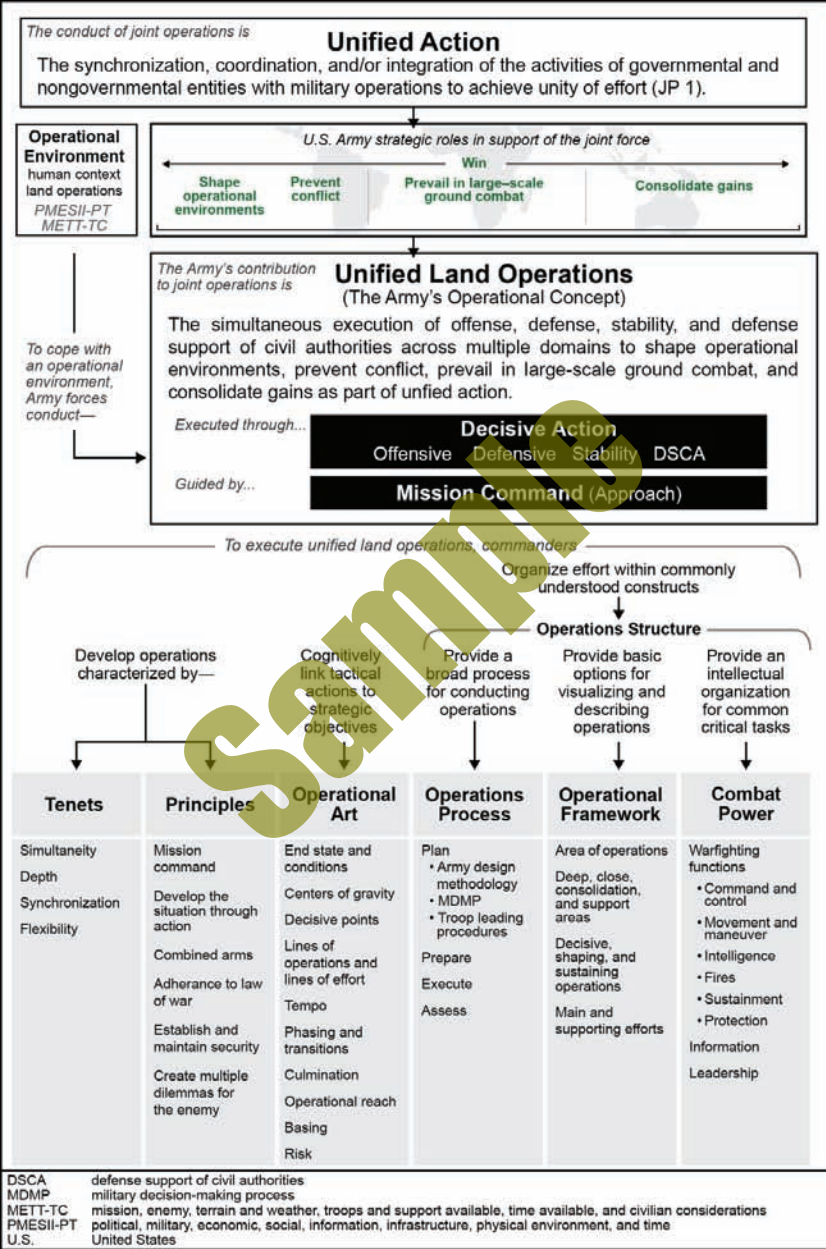 The conduct of joint operations is
Unified Action
The synchronization, coordination, and/or integration of the activities of governmental and
nongovernmental entities with military operations to achieve unity of effort (JP 1).
Operational
Environment
human context
land operations
PMESII-PT
METT-TC
U.S. Army strategic roles in support of the joint force
Win
Shape
operational
environments
Prevent
conflict
Prevail in large–scale
ground combat
Consolidate gains
To cope with
an operational
environment,
Army forces
conduct—
The Army's contribution
to joint operations is
Unified Land Operations
(The Army's Operational Concept)
The simultaneous execution of offense, defense, stability, and defense
support of civil authorities across multiple domains to shape operational
environments, prevent conflict, prevail in large-scale ground combat, and
consolidate gains as part of unfied action.
Executed through...
Decisive Action
Offensive Defensive Stability DSCA
Guided by...
Mission Command (Approach)
Sample
To execute unified land operations, commanders
Organize effort within commonly
understood constructs
Operations Structure
Develop operations
characterized by—
Cognitively
link tactical
actions to
strategic
objectives
Provide a
broad process
for conducting
operations
Provide basic
options for
visualizing and
describing
operations
Provide an
intellectual
organization
for common
critical tasks
Tenets
Simultaneity
Depth
Synchronization
Flexibility
Principles
Mission
command
Develop the
situation through
action
Combined arms
Adherance to law
of war
Establish and
maintain security
Create multiple
dilemmas for
the enemy
Operational
Art
End state and
conditions
Centers of gravity
Decisive points
Lines of
operations and
lines of effort
Tempo
Phasing and
transitions
Culmination
Operational reach
Basing
Risk
Operations
Process
Plan
• Army design
methodology
• MDMP
• Troop leading
procedures
Prepare
Execute
Assess
Operational
Framework
Area of operations
Deep, close,
consolidation,
and support
areas
Decisive,
shaping, and
sustaining
operations
Main and
supporting efforts
Combat
Power
Warfighting
functions
• Command and
control
• Movement and
maneuver
• Intelligence
• Fires
• Sustainment
• Protection
Information
Leadership
DSCA defense support of civil authorities
MDMP military decision-making process
METT-TC mission, enemy, terrain and weather, troops and support available, time available, and civilian considerations
PMESII-PT political, military, economic, social, information, infrastructure, physical environment, and time
U.S. United States